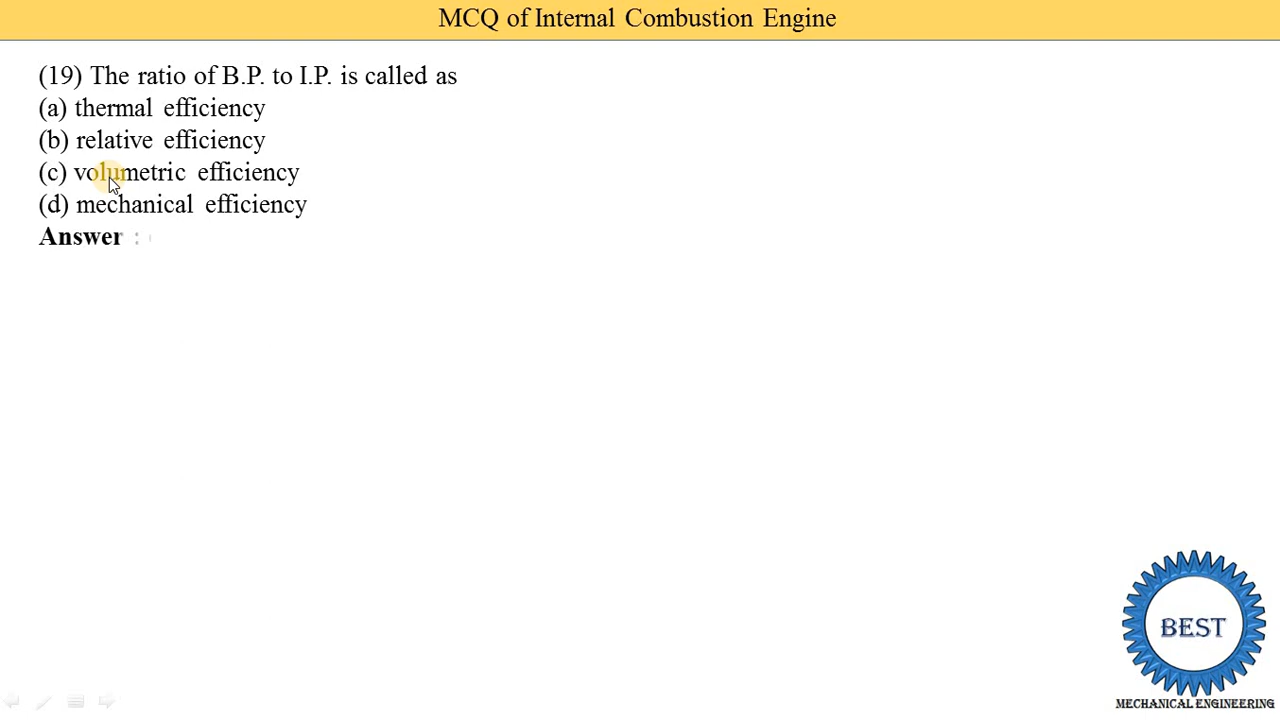 MCQ of Internal Combustion Engine
(19) The ratio of B.P. to I.P. is called as
(a) thermal efficiency
(b) relative efficiency
(c) volumetric efficiency
(d) mechanical efficiency
Answer :
BEST
MECHANICAL ENGINEERING